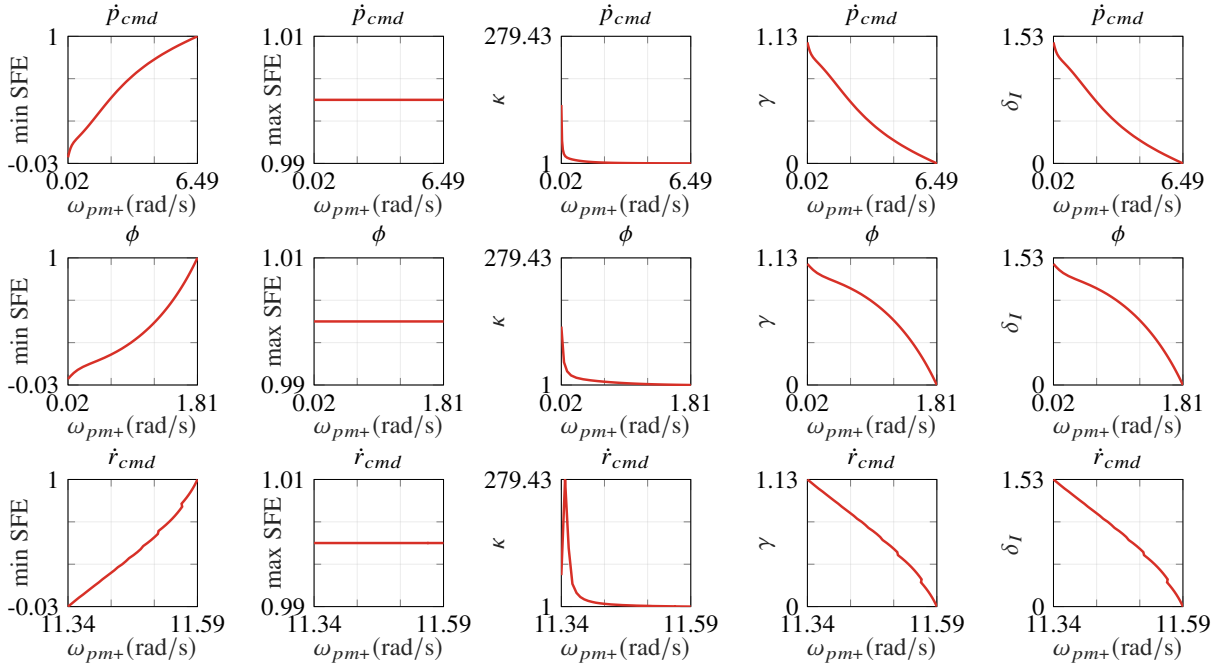 ṗcmd ṗcmd ṗcmd ṗcmd ṗcmd
1 1.01 279.43 1.13 1.53
min SFE max SFE κ γ δI
-0.03 0.99 1 0 0
0.02 6.49 0.02 6.49 0.02 6.49 0.02 6.49 0.02 6.49
ωpm+(rad/s) ωpm+(rad/s) ωpm+(rad/s) ωpm+(rad/s) ωpm+(rad/s)
ϕ ϕ ϕ ϕ ϕ
1 1.01 279.43 1.13 1.53
min SFE max SFE κ γ δI
-0.03 0.99 1 0 0
0.02 1.81 0.02 1.81 0.02 1.81 0.02 1.81 0.02 1.81
ωpm+(rad/s) ωpm+(rad/s) ωpm+(rad/s) ωpm+(rad/s) ωpm+(rad/s)
ṙcmd ṙcmd ṙcmd ṙcmd ṙcmd
1 1.01 279.43 1.13 1.53
min SFE max SFE κ γ δI
-0.03 0.99 1 0 0
11.34 11.59 11.34 11.59 11.34 11.59 11.34 11.59 11.34 11.59
ωpm+(rad/s) ωpm+(rad/s) ωpm+(rad/s) ωpm+(rad/s) ωpm+(rad/s)